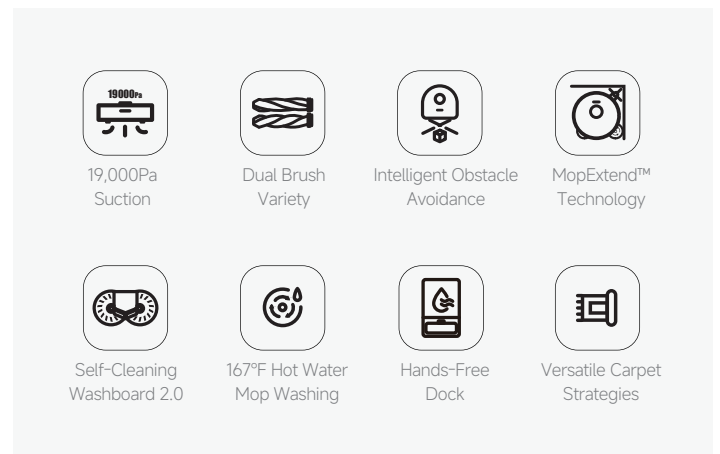 19000Pa
19,000Pa
Suction
Dual Brush
Variety
Intelligent Obstacle
Avoidance
MopExtend™
Technology
Self-Cleaning
Washboard 2.0
167°F Hot Water
Mop Washing
Hands-Free
Dock
Versatile Carpet
Strategies